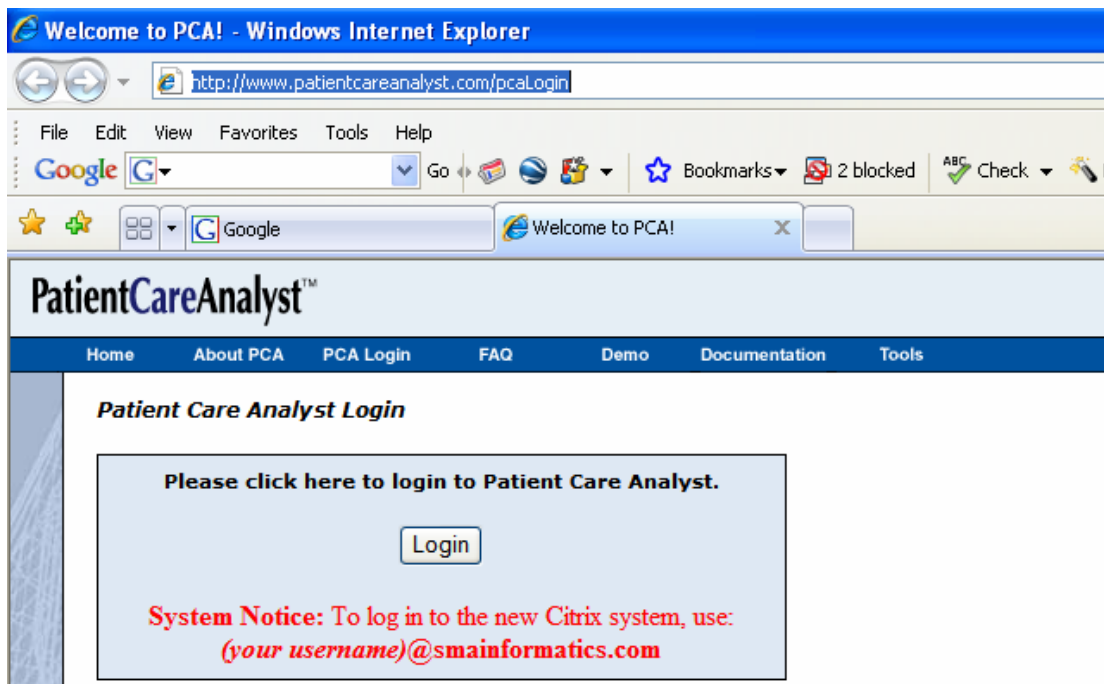 Welcome to PCA! - Windows Internet Explorer
http://www.patientcareanalyst.com/pcaLogin
File Edit View Favorites Tools Help
Google G Go Bookmarks 2 blocked ABC Check
G Google Welcome to PCA! X
PatientCareAnalyst™
Home About PCA PCA Login FAQ Demo Documentation Tools
Patient Care Analyst Login
Please click here to login to Patient Care Analyst.
Login
System Notice: To log in to the new Citrix system, use:
(your username)@smainformatics.com